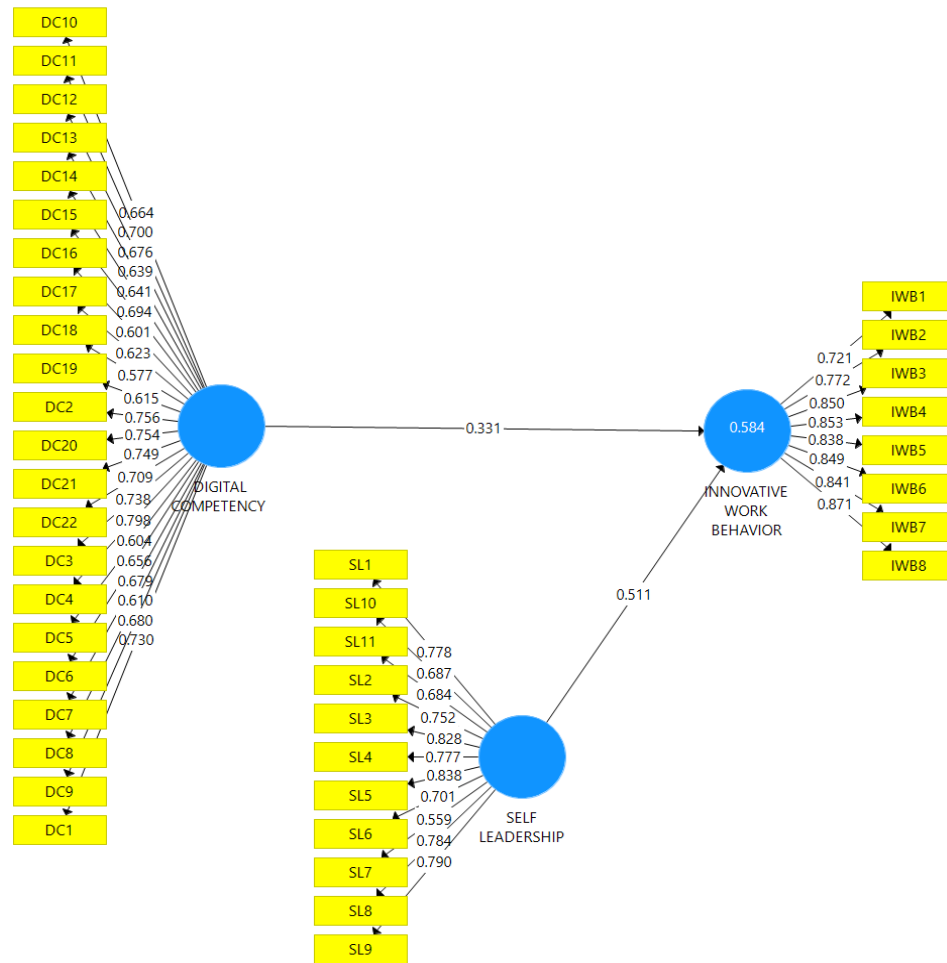 DC10
DC11
DC12
DC13
DC14
DC15
DC16
DC17
DC18
DC19
DC2
DC20
DC21
DC22
DC3
DC4
DC5
DC6
DC7
DC8
DC9
DC1
0.664
0.700
0.676
0.639
0.641
0.694
0.601
0.623
0.577
0.615
0.756
0.754
0.749
0.709
0.738
0.798
0.604
0.656
0.679
0.610
0.680
0.730
DIGITAL
COMPETENCY
0.331
0.584
INNOVATIVE
WORK
BEHAVIOR
0.721
0.772
0.850
0.853
0.838
0.849
0.841
0.871
IWB1
IWB2
IWB3
IWB4
IWB5
IWB6
IWB7
IWB8
0.511
SL1
SL10
SL11
SL2
SL3
SL4
SL5
SL6
SL7
SL8
SL9
0.778
0.687
0.684
0.752
0.828
0.777
0.838
0.701
0.559
0.784
0.790
SELF
LEADERSHIP